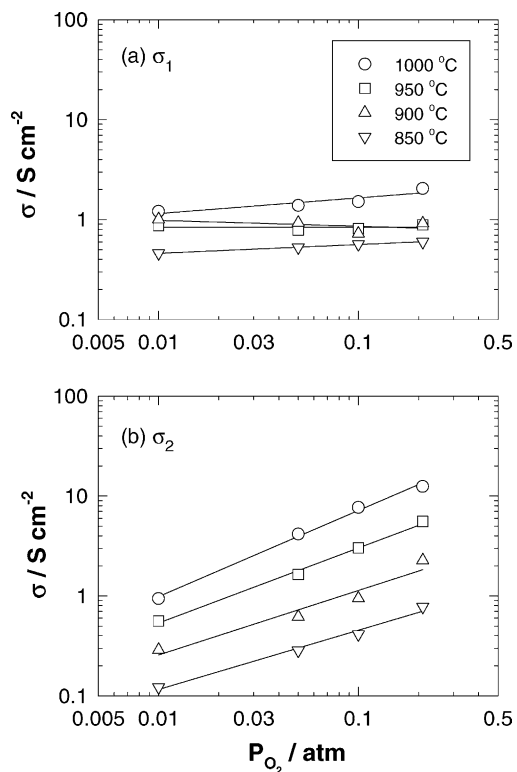 100
(a) σ₁
1000 °C
950 °C
900 °C
850 °C
10
σ / S cm⁻²
1
0.1
0.005 0.01 0.03 0.1 0.5
100
(b) σ₂
10
σ / S cm⁻²
1
0.1
0.005 0.01 0.03 0.1 0.5
P_O₂ / atm